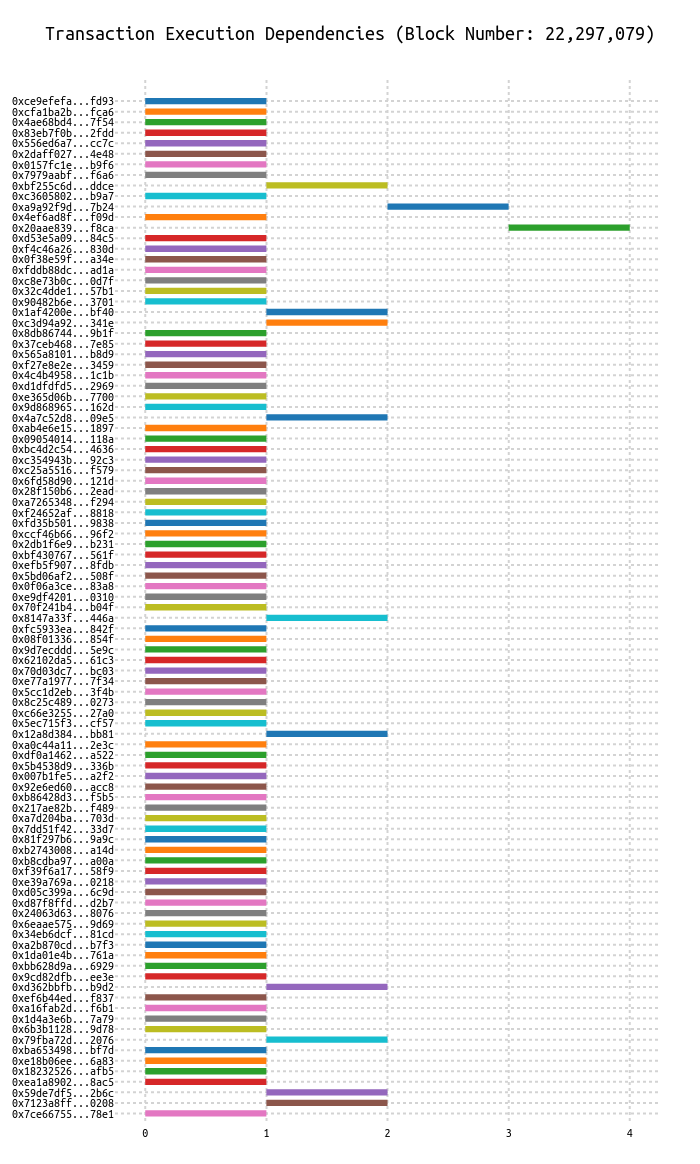 Transaction Execution Dependencies (Block Number: 22,297,079)
0xce9efefa...fd93
0xcfa1ba2b...fca6
0x4ae68bd4...7f54
0x83eb7f0b...2fdd
0x556ed6a7...cc7c
0x2daff027...4e48
0x0157fc1e...b9f6
0x7979aabf...f6a6
0xbf255c6d...ddce
0xc3605802...b9a7
0xa9a92f9d...7b24
0x4ef6ad8f...f09d
0x20aae839...f8ca
0xd53e5a09...84c5
0xf4c46a26...830d
0x0f38e59f...a34e
0xfddb88dc...ad1a
0xc8e73b0c...0d7f
0x32c4dde1...57b1
0x90482b6e...3701
0x1af4200e...bf40
0xc3d94a92...341e
0x8db86744...9b1f
0x37ceb468...7e85
0x565a8101...b8d9
0xf27e8e2e...3459
0x4c4b4958...1c1b
0xd1dfdfd5...2969
0xe365d06b...7700
0x9d868965...162d
0x4a7c52d8...09e5
0xab4e6e15...1897
0x09054014...118a
0xbc4d2c54...4636
0xc354943b...92c3
0xc25a5516...f579
0x6fd58d90...121d
0x28f150b6...2ead
0xa7265348...f294
0xf24652af...8818
0xfd35b501...9838
0xccf46b66...96f2
0x2db1f6e9...b231
0xbf430767...561f
0xefb5f907...8fdb
0x5bd06af2...508f
0x0f06a3ce...83a8
0xe9df4201...0310
0x70f241b4...b04f
0x8147a33f...446a
0xfc5933ea...842f
0x08f01336...854f
0x9d7ecddd...5e9c
0x62102da5...61c3
0x70d03dc7...bc03
0xe77a1977...7f34
0x5cc1d2eb...3f4b
0x8c25c489...0273
0xc66e3255...27a0
0x5ec715f3...cf57
0x12a8d384...bb81
0xa0c44a11...2e3c
0xdf0a1462...a522
0x5b4538d9...336b
0x007b1fe5...a2f2
0x92e6ed60...acc8
0xb86428d3...f5b5
0x217ae82b...f489
0xa7d204ba...703d
0x7dd51f42...33d7
0x81f297b6...9a9c
0xb2743008...a14d
0xb8cdba97...a00a
0xf39f6a17...58f9
0xe39a769a...0218
0xd05c399a...6c9d
0xd87f8ffd...d2b7
0x24063d63...8076
0x6eaae575...9d69
0x34eb6dcf...81cd
0xa2b870cd...b7f3
0x1da01e4b...761a
0xbb628d9a...6929
0x9cd82dfb...ee3e
0xd362bbfb...b9d2
0xef6b44ed...f837
0xa16fab2d...f6b1
0x1d4a3e6b...7a79
0x6b3b1128...9d78
0x79fba72d...2076
0xba653498...bf7d
0xe18b06ee...6a83
0x18232526...afb5
0xea1a8902...8ac5
0x59de7df5...2b6c
0x7123a8ff...0208
0x7ce66755...78e1
0 1 2 3 4